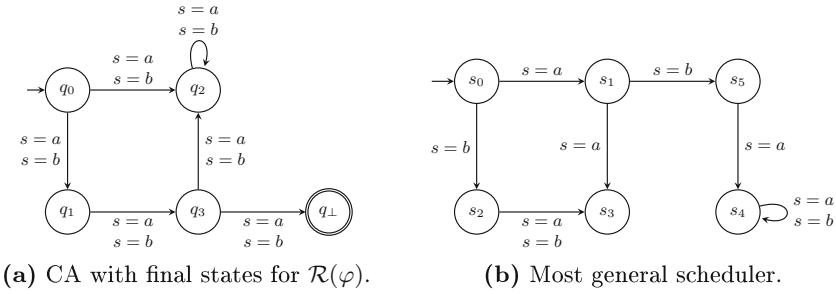 s = a
s = b
s = a
s = b
q₀
q₂
s₀
s = a
s₁
s = b
s₅
s = a
s = b
s = a
s = b
s = b
s = a
s = a
q₁
q₃
q⊥
s₂
s₃
s₄
s = a
s = b
s = a
s = b
s = a
s = b
s = a
s = b
(a) CA with final states for ℛ(φ).
(b) Most general scheduler.